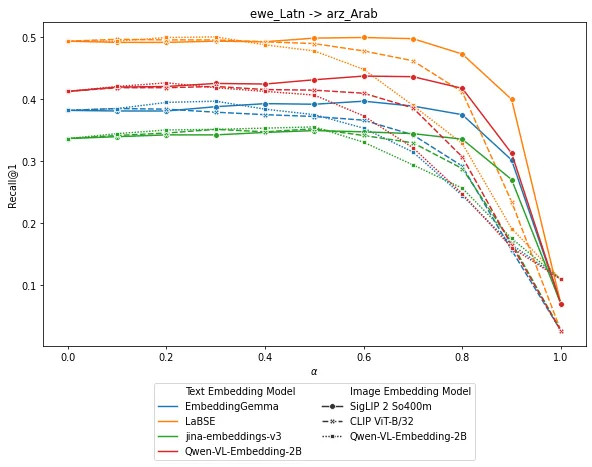 ewe_Latn -> arz_Arab
0.5
0.4
0.3
0.2
0.1
Recall@1
0.0 0.2 0.4 0.6 0.8 1.0
α
Text Embedding Model Image Embedding Model
EmbeddingGemma SigLIP 2 So400m
LaBSE CLIP ViT-B/32
jina-embeddings-v3 Qwen-VL-Embedding-2B
Qwen-VL-Embedding-2B